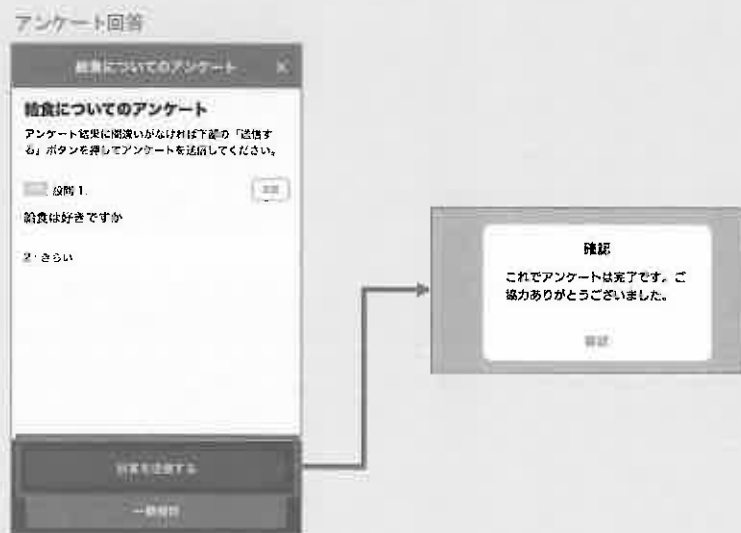 アンケート回答
給食についてのアンケート ×
給食についてのアンケート
アンケート結果に間違いがなければ下部の「送信す
る」ボタンを押してアンケートを送信してください。
設問 1.
給食は好きですか
2：きらい
回答を送信する
確認
これでアンケートは完了です。ご
協力ありがとうございました。
確認